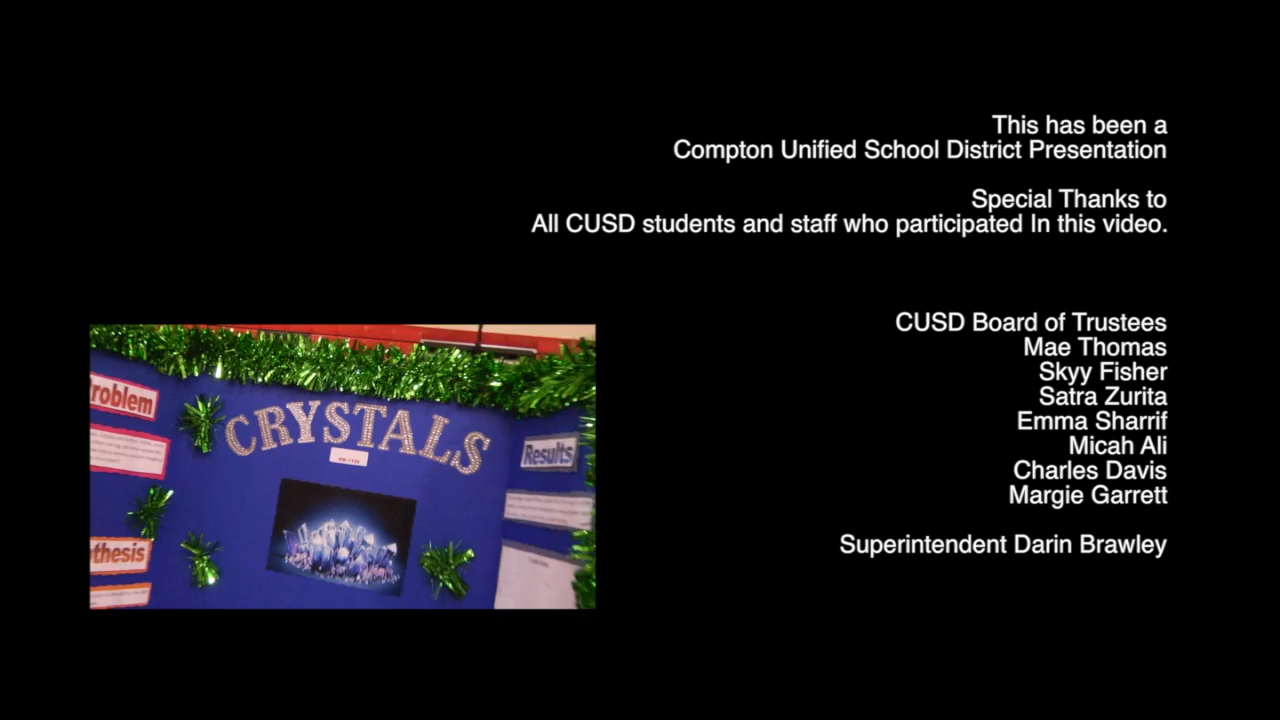 This has been a
Compton Unified School District Presentation
Special Thanks to
All CUSD students and staff who participated In this video.
CUSD Board of Trustees
Mae Thomas
Skyy Fisher
Satra Zurita
Emma Sharrif
Micah Ali
Charles Davis
Margie Garrett
Superintendent Darin Brawley
roblem
CRYSTALS
Results
thesis